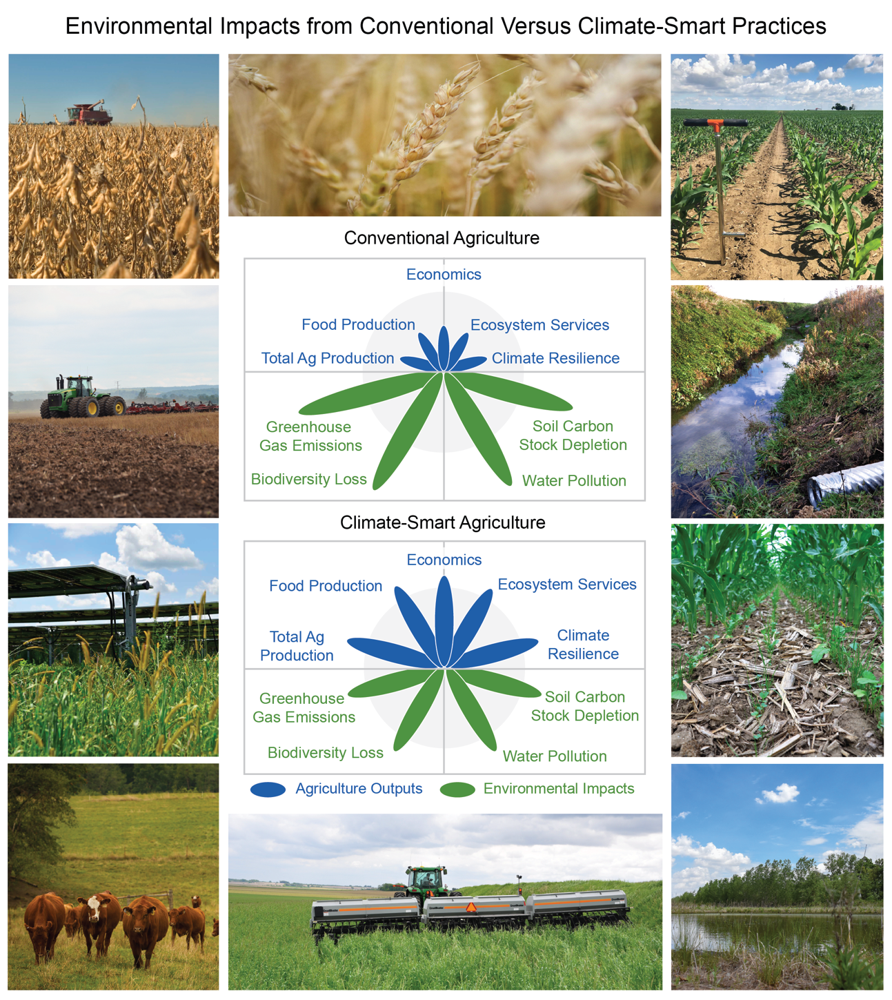 Environmental Impacts from Conventional Versus Climate-Smart Practices
Conventional Agriculture
Economics
Food Production
Ecosystem Services
Total Ag Production
Climate Resilience
Greenhouse
Gas Emissions
Soil Carbon
Stock Depletion
Biodiversity Loss
Water Pollution
Climate-Smart Agriculture
Economics
Food Production
Ecosystem Services
Total Ag
Production
Climate
Resilience
Greenhouse
Gas Emissions
Soil Carbon
Stock Depletion
Biodiversity Loss
Water Pollution
Agriculture Outputs
Environmental Impacts